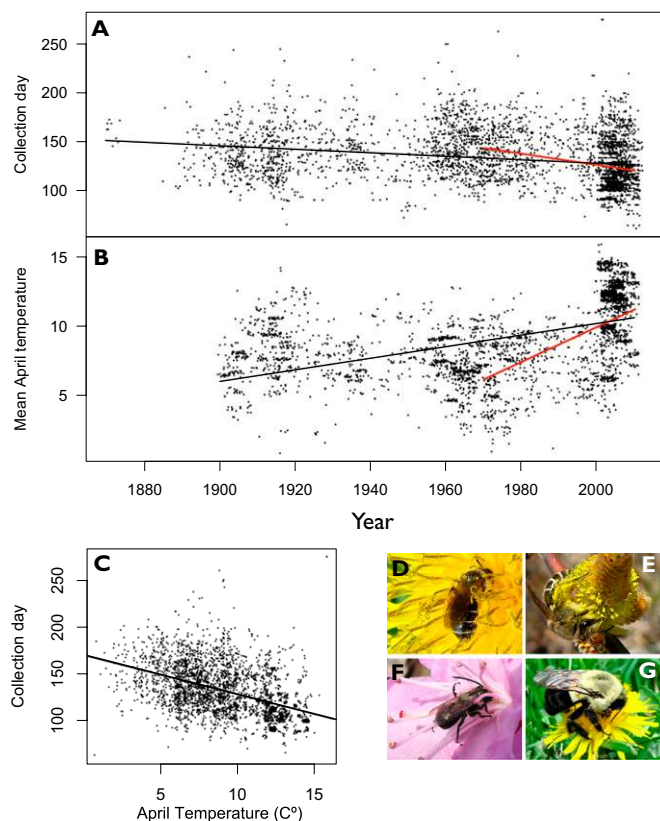 A
250
200
150
100
Collection day
B
15
10
5
Mean April temperature
1880 1900 1920 1940 1960 1980 2000
Year
C
250
200
150
100
Collection day
5 10 15
April Temperature (Cº)
D E
F G